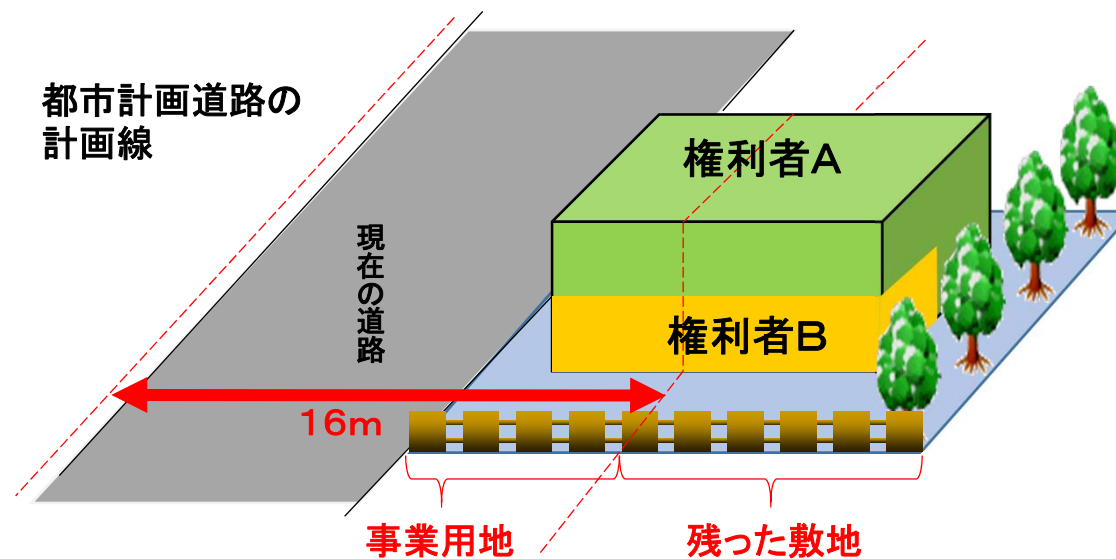 都市計画道路の
計画線
権利者A
現在の道路
権利者B
16m
事業用地
残った敷地